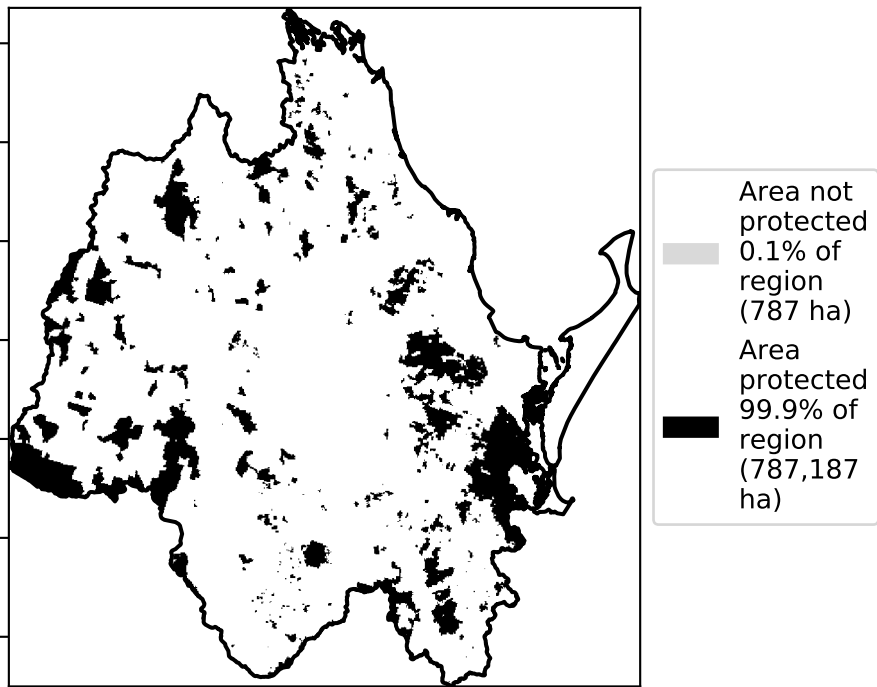 Area not
protected
0.1% of
region
(787 ha)
Area
protected
99.9% of
region
(787,187
ha)